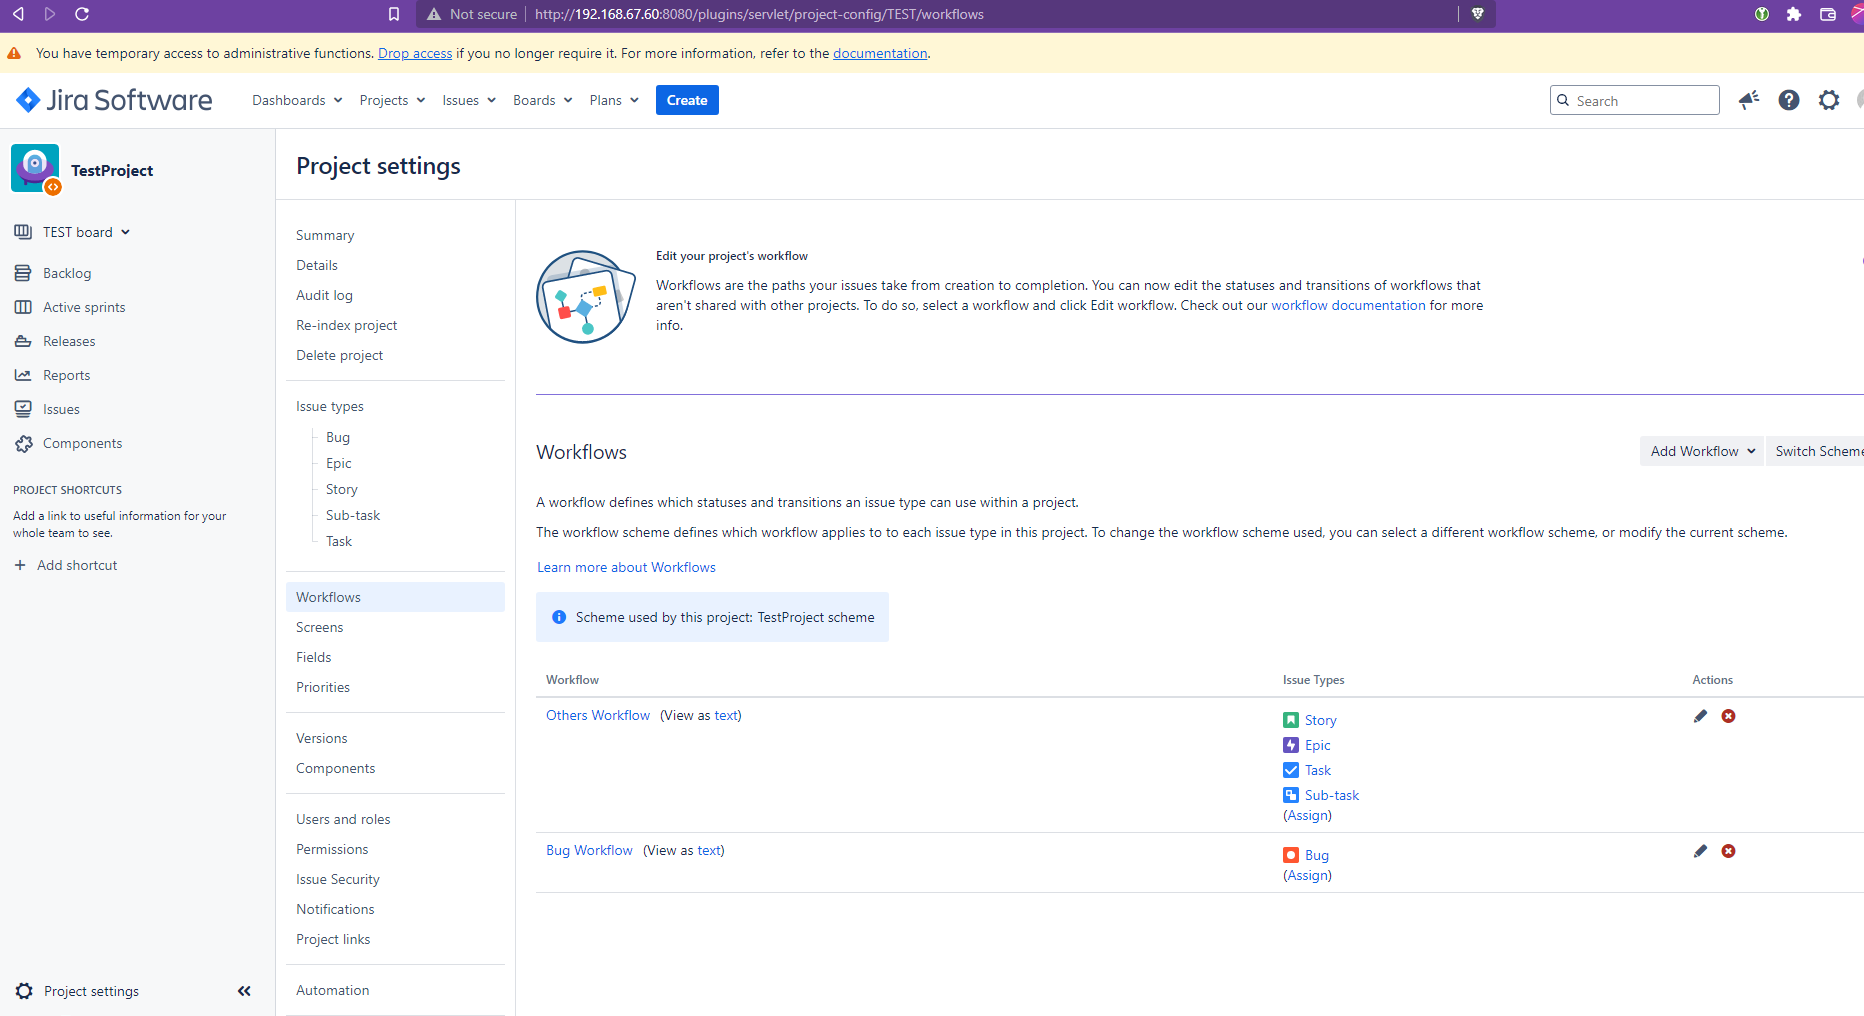 Not secure http://192.168.67.60:8080/plugins/servlet/project-config/TEST/workflows
You have temporary access to administrative functions. Drop access if you no longer require it. For more information, refer to the documentation.
Jira Software Dashboards Projects Issues Boards Plans Create Search
TestProject
TEST board
Backlog
Active sprints
Releases
Reports
Issues
Components
PROJECT SHORTCUTS
Add a link to useful information for your
whole team to see.
+ Add shortcut
Project settings
Project settings
Summary
Details
Audit log
Re-index project
Delete project
Issue types
Bug
Epic
Story
Sub-task
Task
Workflows
Screens
Fields
Priorities
Versions
Components
Users and roles
Permissions
Issue Security
Notifications
Project links
Automation
Edit your project's workflow
Workflows are the paths your issues take from creation to completion. You can now edit the statuses and transitions of workflows that
aren't shared with other projects. To do so, select a workflow and click Edit workflow. Check out our workflow documentation for more
info.
Workflows
Add Workflow Switch Scheme
A workflow defines which statuses and transitions an issue type can use within a project.
The workflow scheme defines which workflow applies to to each issue type in this project. To change the workflow scheme used, you can select a different workflow scheme, or modify the current scheme.
Learn more about Workflows
Scheme used by this project: TestProject scheme
Workflow Issue Types Actions
Others Workflow (View as text)
Story
Epic
Task
Sub-task
(Assign)
Bug Workflow (View as text)
Bug
(Assign)